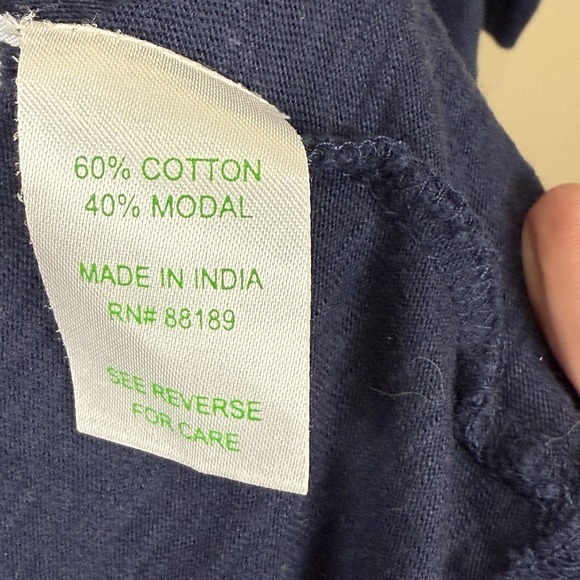 60% COTTON
40% MODAL
MADE IN INDIA
RN# 88189
SEE REVERSE
FOR CARE